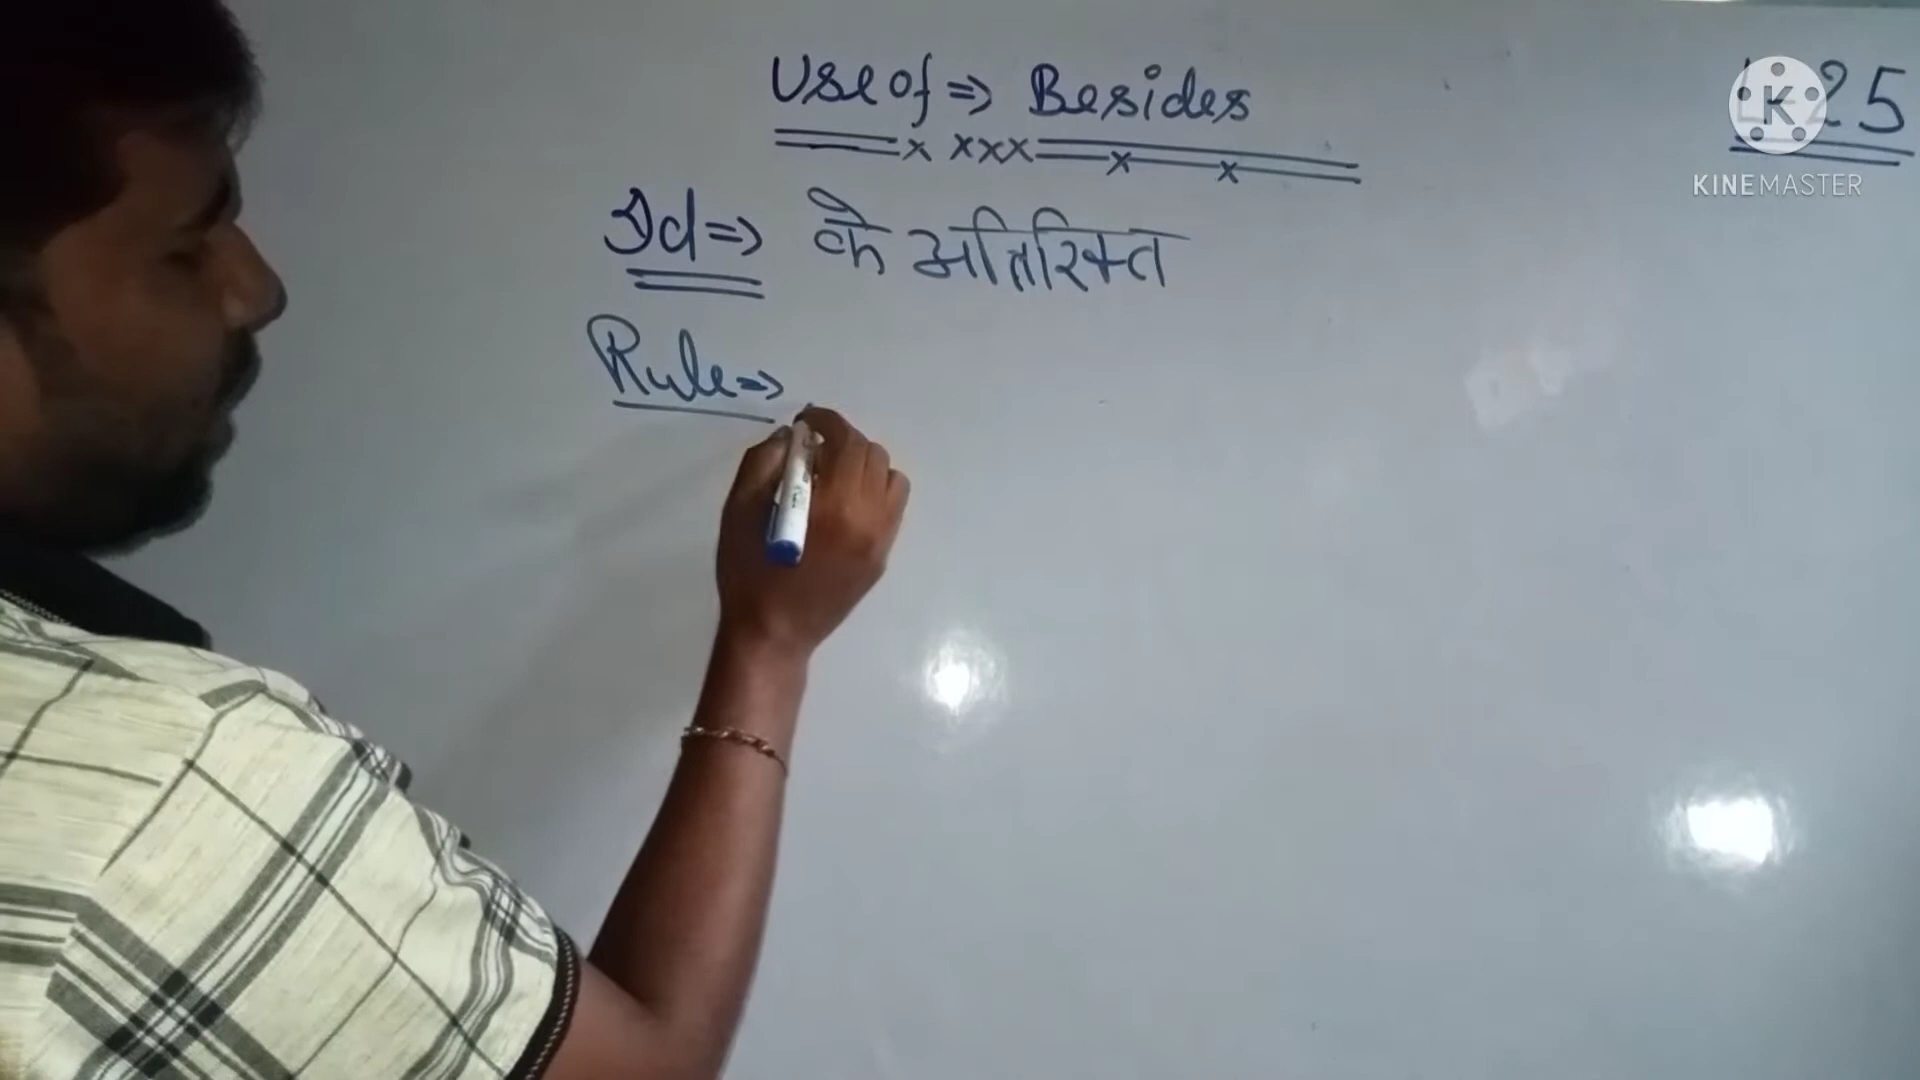 Use of => Besides
L-25
KINEMASTER
Id => के अतिरिक्त
Rule =>